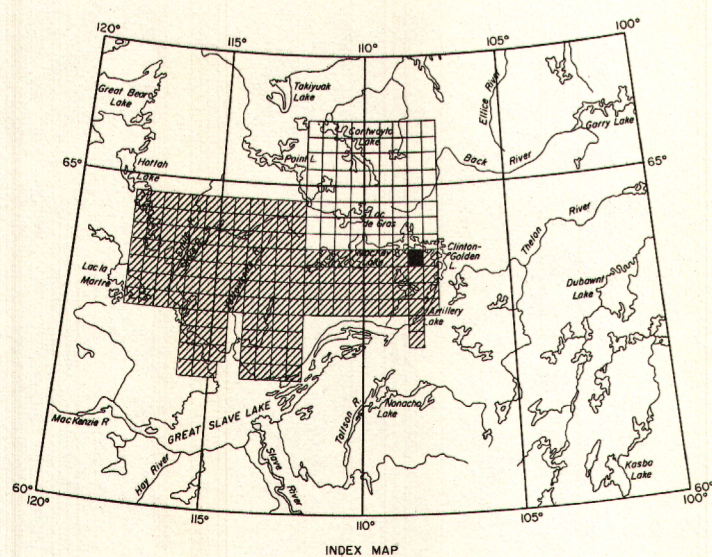 120°
115°
110°
105°
100°
Great Bear
Lake
Takiyuak
Lake
Ellice River
Garry Lake
Contwoyto
Lake
Point L.
Back River
65°
65°
Hottah
Lake
Lac
de Gras
Thelon River
MacKay
Lake
Clinton-
Golden
L.
Lac la
Martre
Dubawnt
Lake
Artillery
Lake
GREAT SLAVE LAKE
Nonacho
Lake
Taltson R.
MacKenzie R
Hay River
Slave River
Kasba
Lake
60°
120°
115°
110°
105°
60°
100°
INDEX MAP